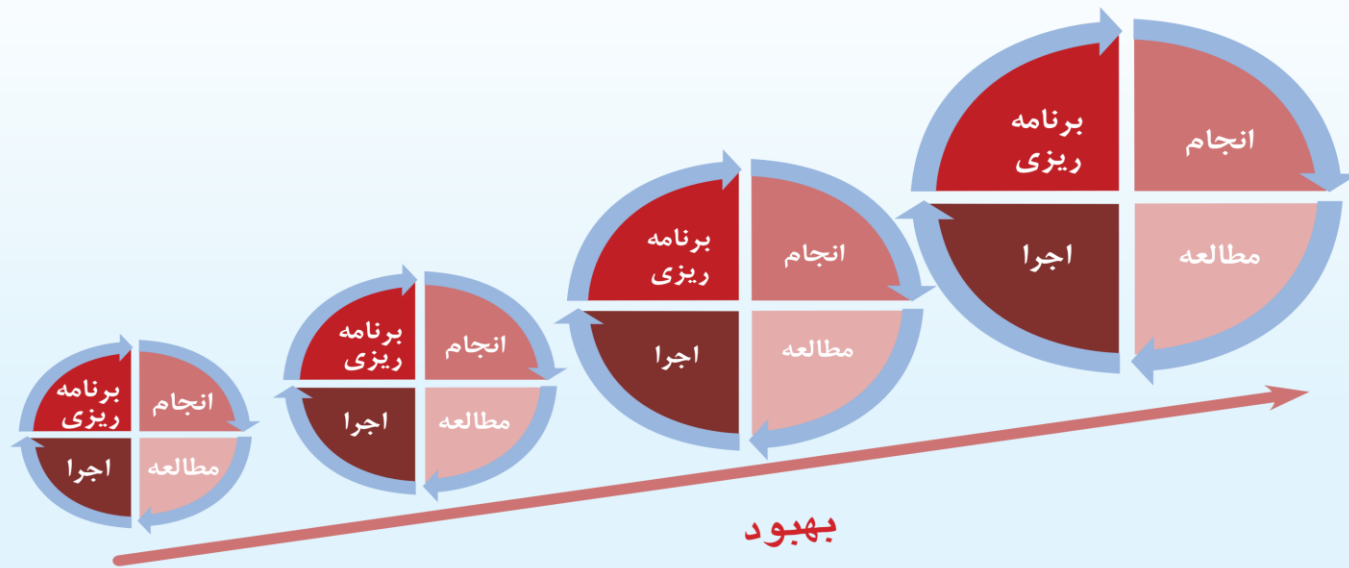 برنامه
ریزی
انجام
اجرا
مطالعه
برنامه
ریزی
انجام
اجرا
مطالعه
برنامه
ریزی
انجام
اجرا
مطالعه
برنامه
ریزی
انجام
اجرا
مطالعه
بهبود